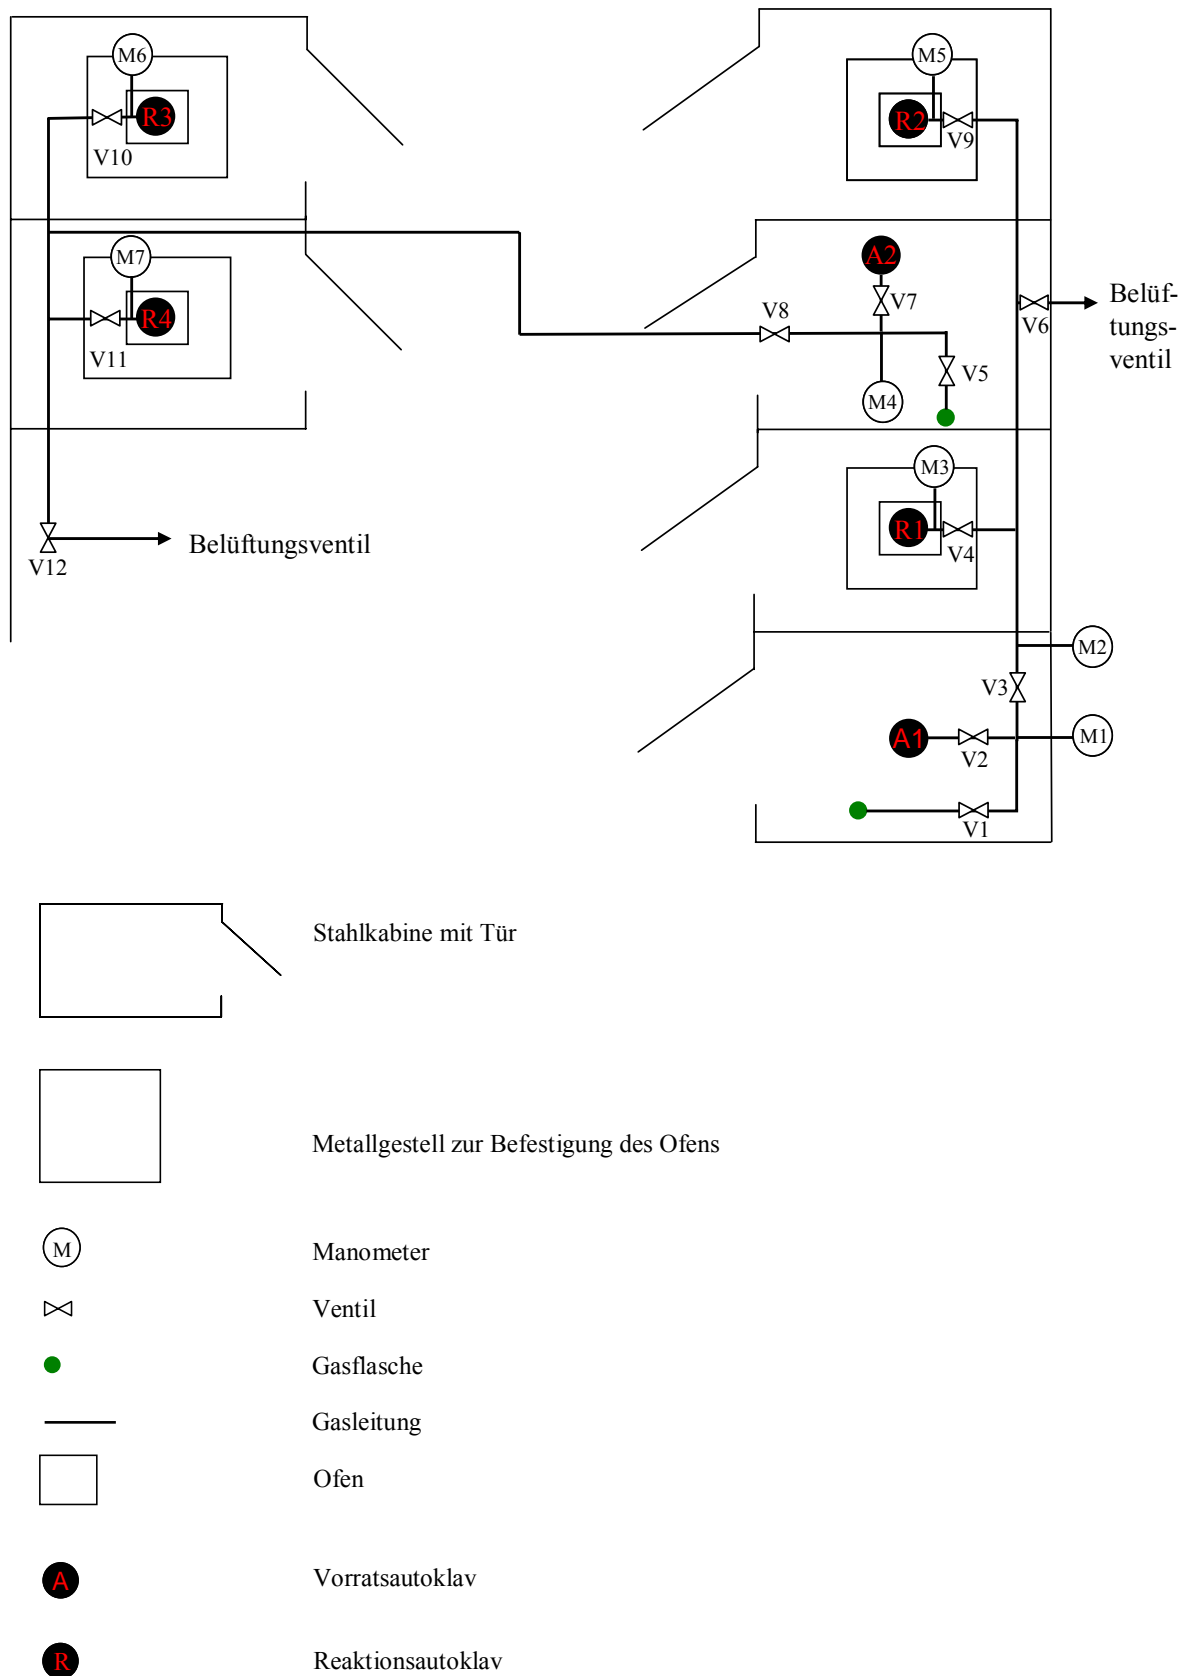 M6
M5
R3
R2
V10
V9
M7
A2
V7
R4
V8
V6
Belüf-
tungs-
ventil
V11
V5
M4
M3
R1
V4
Belüftungsventil
V12
M2
V3
A1
M1
V2
V1
Stahlkabine mit Tür
Metallgestell zur Befestigung des Ofens
M
Manometer
Ventil
Gasflasche
Gasleitung
Ofen
A
Vorratsautoklav
R
Reaktionsautoklav